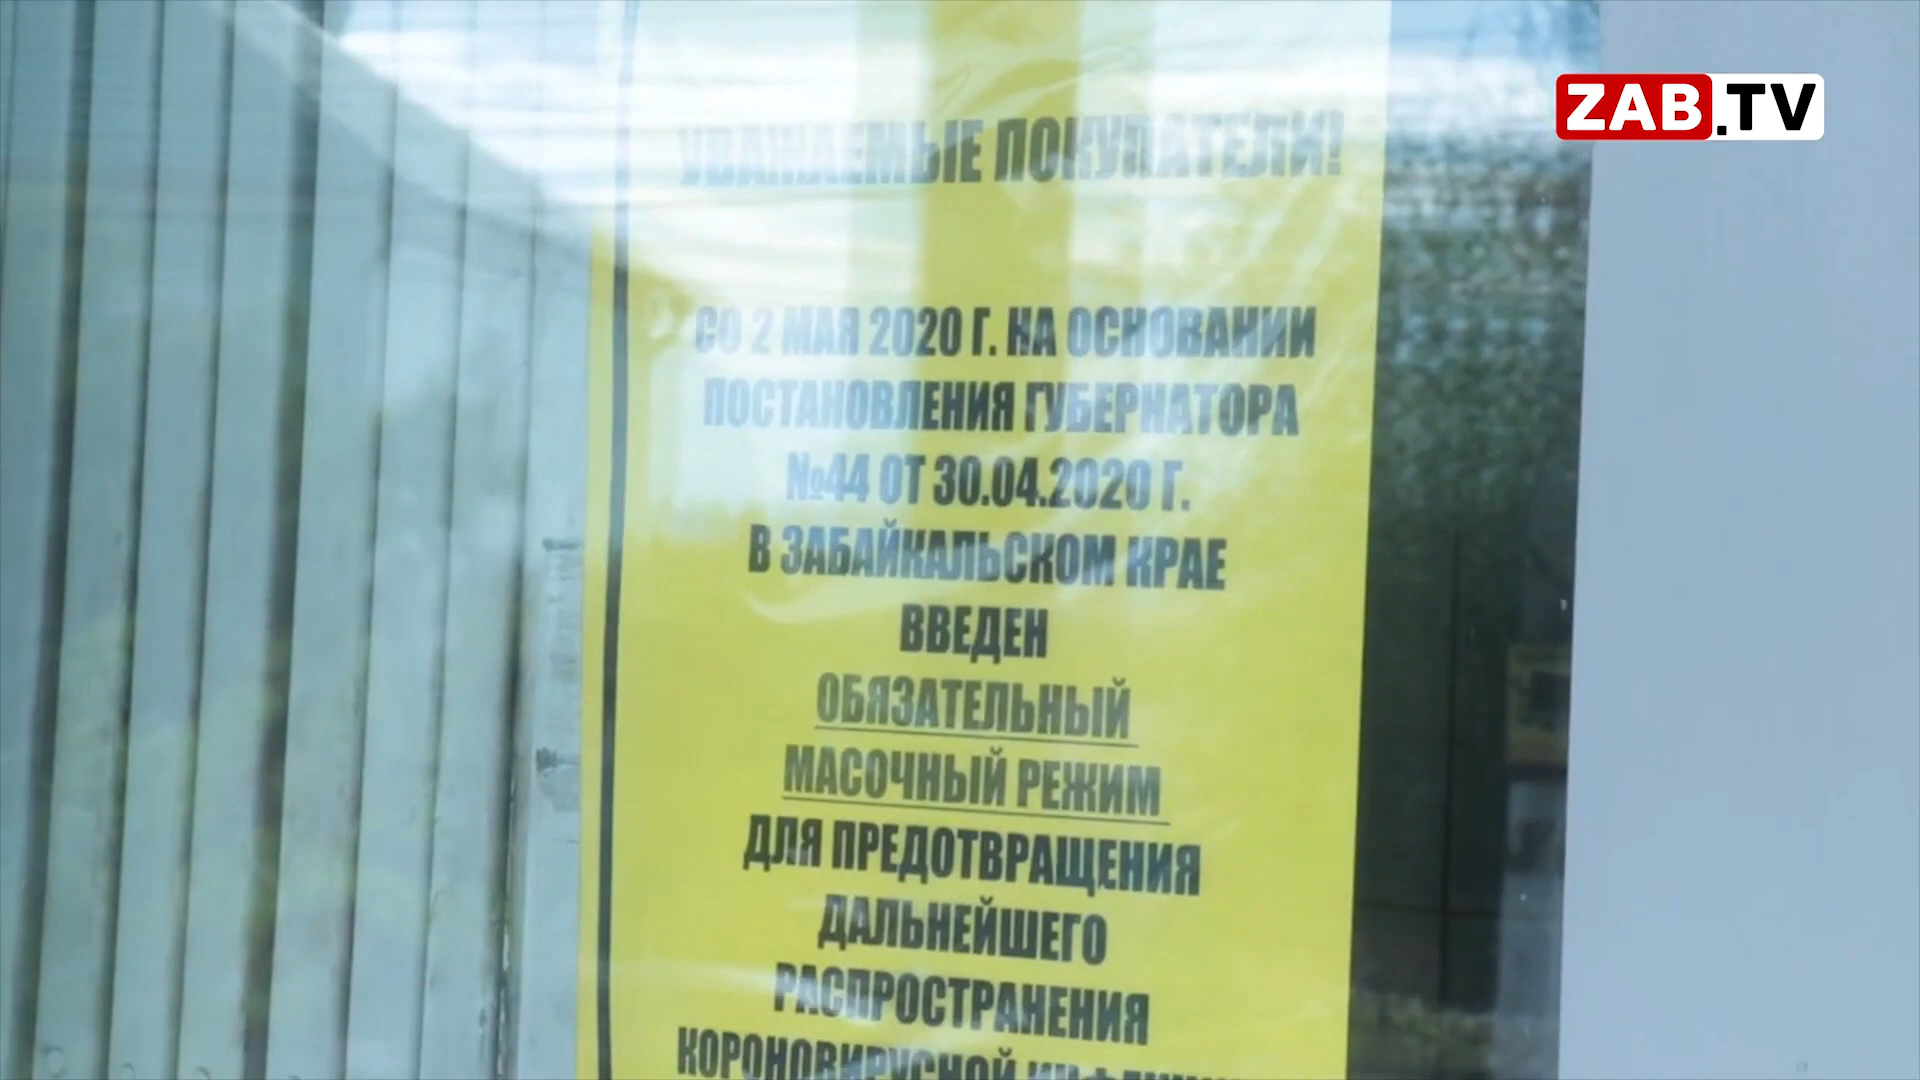 ZAB.TV
УВАЖАЕМЫЕ ПОКУПАТЕЛИ!
СО 2 МАЯ 2020 Г. НА ОСНОВАНИИ
ПОСТАНОВЛЕНИЯ ГУБЕРНАТОРА
№44 ОТ 30.04.2020 Г.
В ЗАБАЙКАЛЬСКОМ КРАЕ
ВВЕДЕН
ОБЯЗАТЕЛЬНЫЙ
МАСОЧНЫЙ РЕЖИМ
ДЛЯ ПРЕДОТВРАЩЕНИЯ
ДАЛЬНЕЙШЕГО
РАСПРОСТРАНЕНИЯ
КОРОНОВИРУСНОЙ